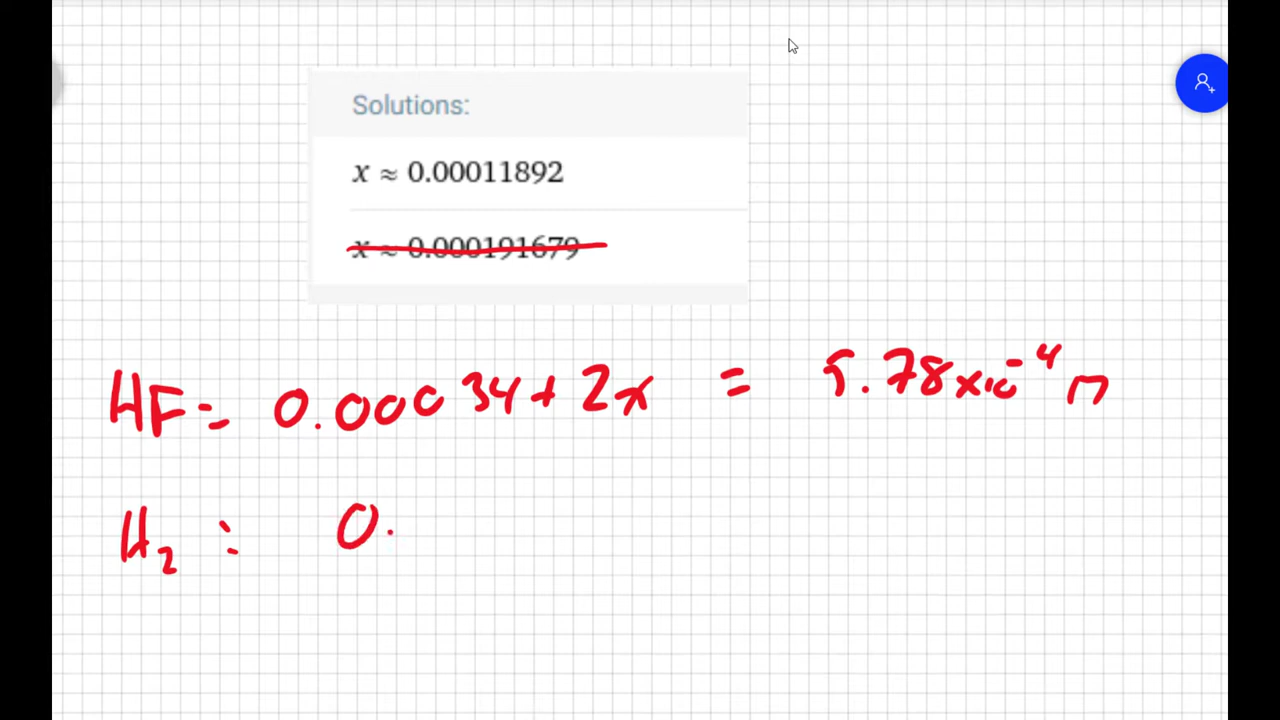 Solutions:
x ≈ 0.00011892
x ≈ 0.000191679
HF = 0.00034 + 2x = 5.78x10⁻⁴ M
H₂ : 0.